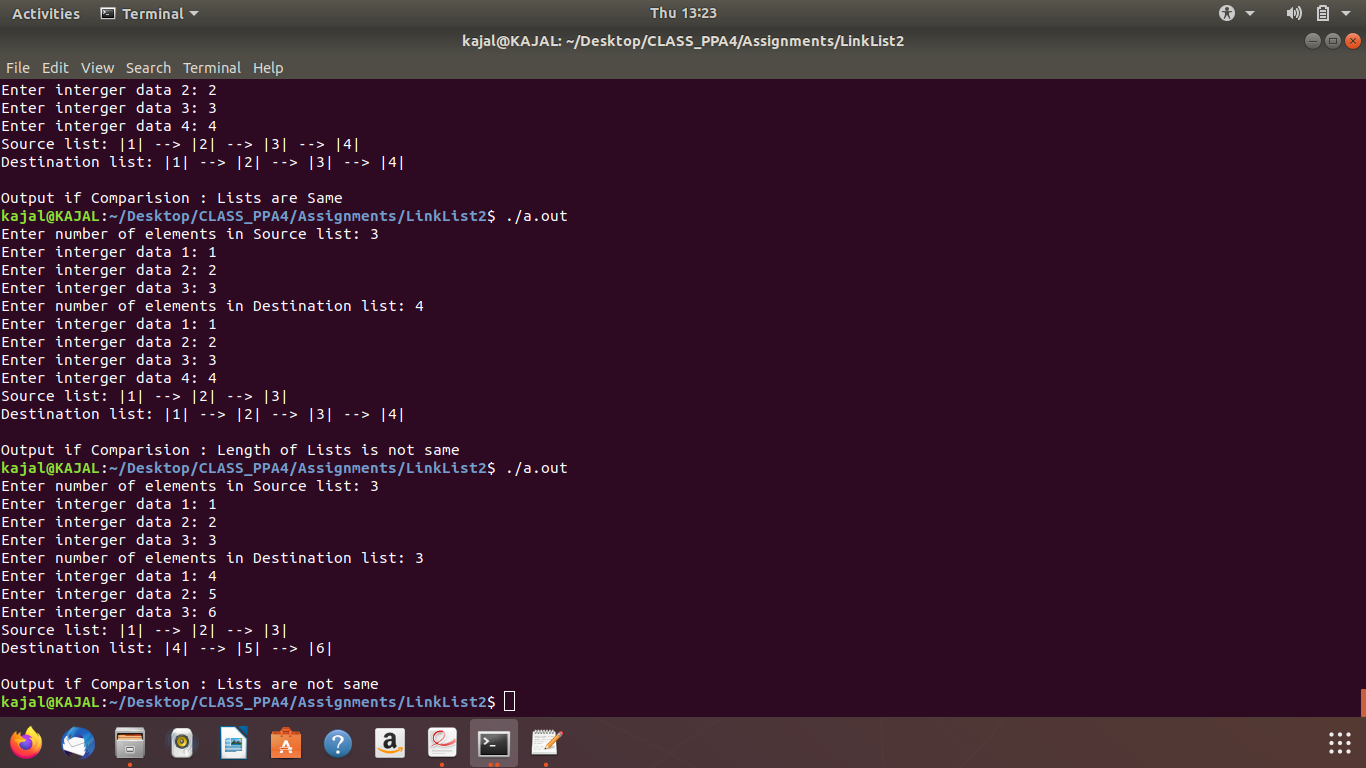 Activities Terminal Thu 13:23
kajal@KAJAL: ~/Desktop/CLASS_PPA4/Assignments/LinkList2
File Edit View Search Terminal Help
Enter interger data 2: 2
Enter interger data 3: 3
Enter interger data 4: 4
Source list: |1| --> |2| --> |3| --> |4|
Destination list: |1| --> |2| --> |3| --> |4|
Output if Comparision : Lists are Same
kajal@KAJAL:~/Desktop/CLASS_PPA4/Assignments/LinkList2$ ./a.out
Enter number of elements in Source list: 3
Enter interger data 1: 1
Enter interger data 2: 2
Enter interger data 3: 3
Enter number of elements in Destination list: 4
Enter interger data 1: 1
Enter interger data 2: 2
Enter interger data 3: 3
Enter interger data 4: 4
Source list: |1| --> |2| --> |3|
Destination list: |1| --> |2| --> |3| --> |4|
Output if Comparision : Length of Lists is not same
kajal@KAJAL:~/Desktop/CLASS_PPA4/Assignments/LinkList2$ ./a.out
Enter number of elements in Source list: 3
Enter interger data 1: 1
Enter interger data 2: 2
Enter interger data 3: 3
Enter number of elements in Destination list: 3
Enter interger data 1: 4
Enter interger data 2: 5
Enter interger data 3: 6
Source list: |1| --> |2| --> |3|
Destination list: |4| --> |5| --> |6|
Output if Comparision : Lists are not same
kajal@KAJAL:~/Desktop/CLASS_PPA4/Assignments/LinkList2$